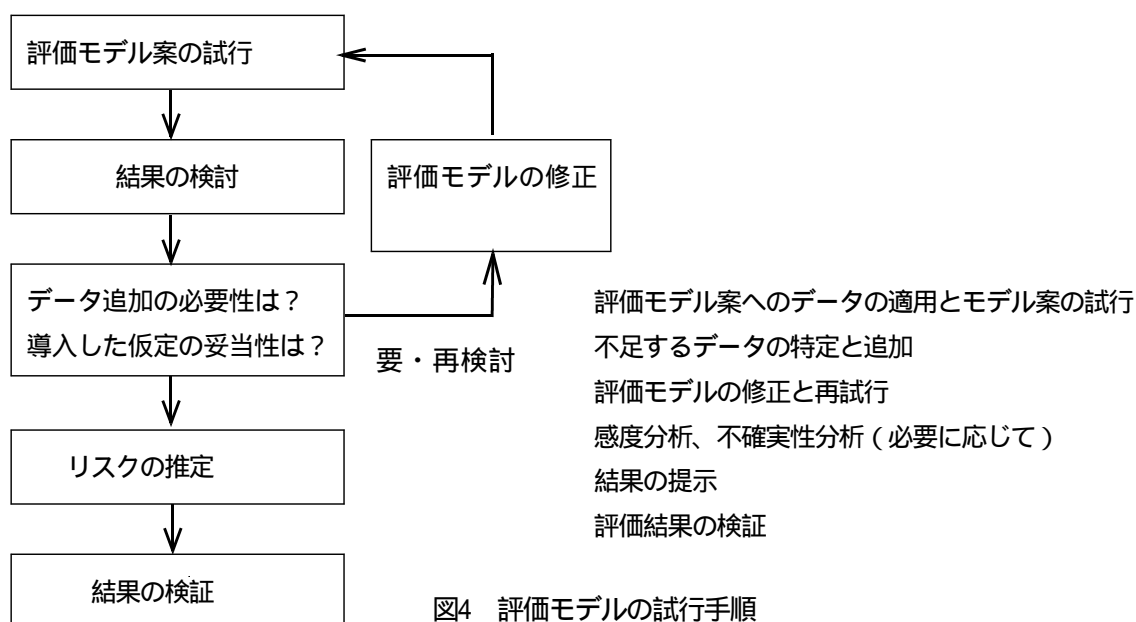 評価モデル案の試行
結果の検討
評価モデルの修正
データ追加の必要性は？
導入した仮定の妥当性は？
要・再検討
リスクの推定
結果の検証
評価モデル案へのデータの適用とモデル案の試行
不足するデータの特定と追加
評価モデルの修正と再試行
感度分析、不確実性分析（必要に応じて）
結果の提示
評価結果の検証
図4　評価モデルの試行手順